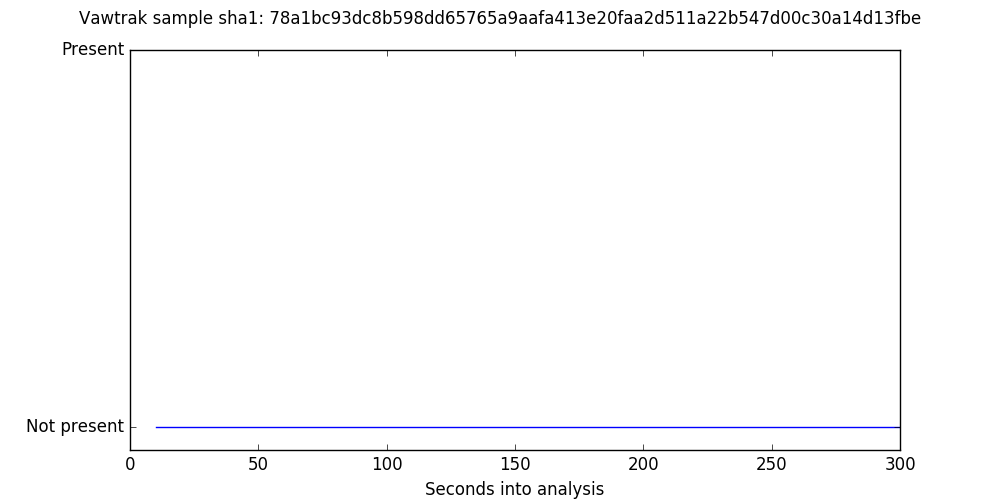 Vawtrak sample sha1: 78a1bc93dc8b598dd65765a9aafa413e20faa2d511a22b547d00c30a14d13fbe
Present
Not present
0 50 100 150 200 250 300
Seconds into analysis